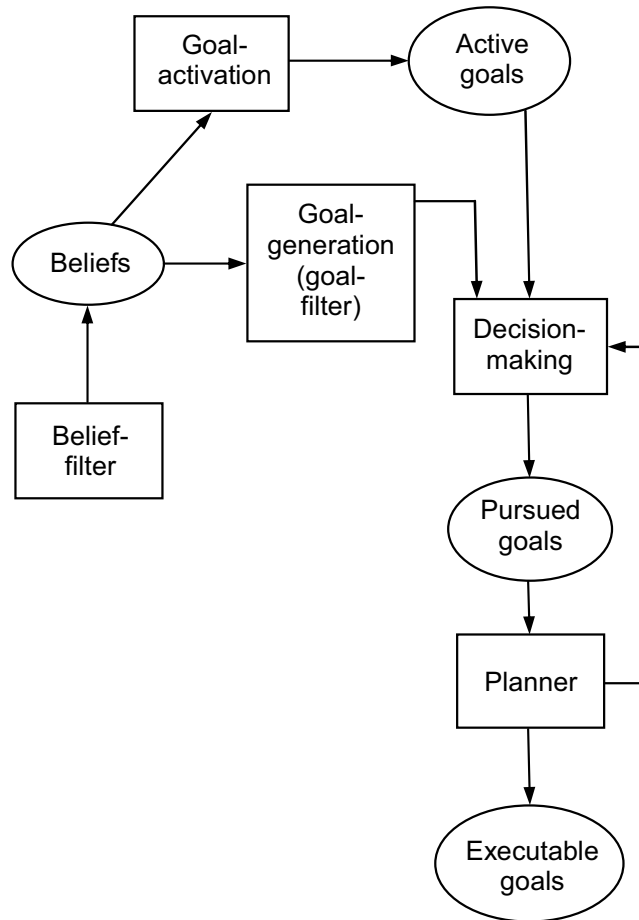 Goal-
activation
Active
goals
Goal-
generation
(goal-
filter)
Beliefs
Decision-
making
Belief-
filter
Pursued
goals
Planner
Executable
goals